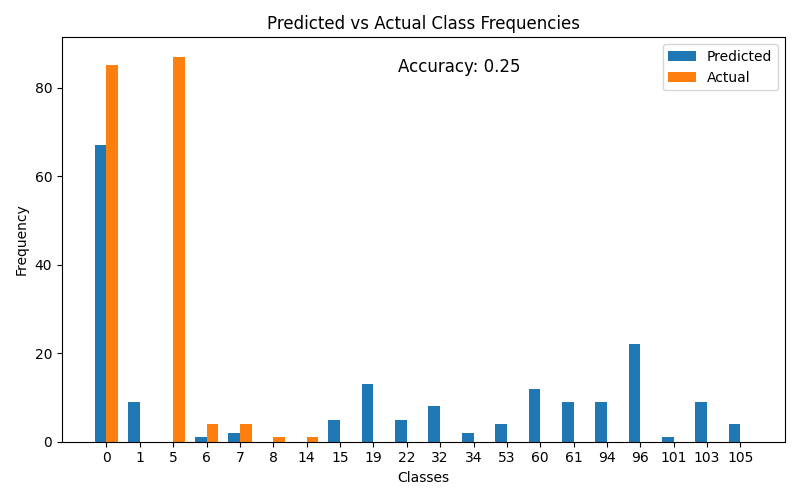 Predicted vs Actual Class Frequencies
Accuracy: 0.25
Predicted
Actual
Frequency
80
60
40
20
0
0 1 5 6 7 8 14 15 19 22 32 34 53 60 61 94 96 101 103 105
Classes